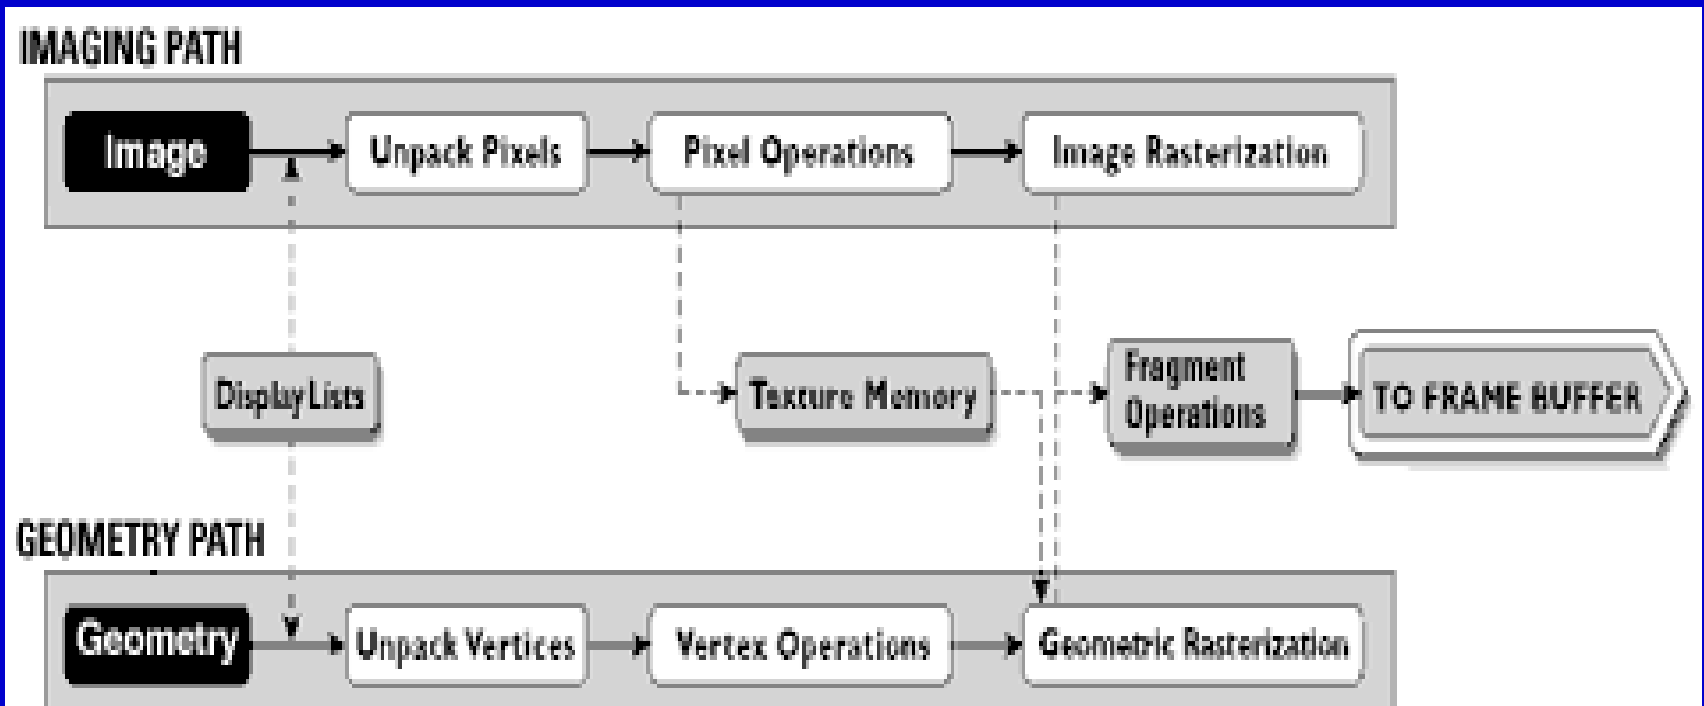 IMAGING PATH
Image
Unpack Pixels
Pixel Operations
Image Rasterization
Display Lists
Texture Memory
Fragment
Operations
TO FRAME BUFFER
GEOMETRY PATH
Geometry
Unpack Vertices
Vertex Operations
Geometric Rasterization